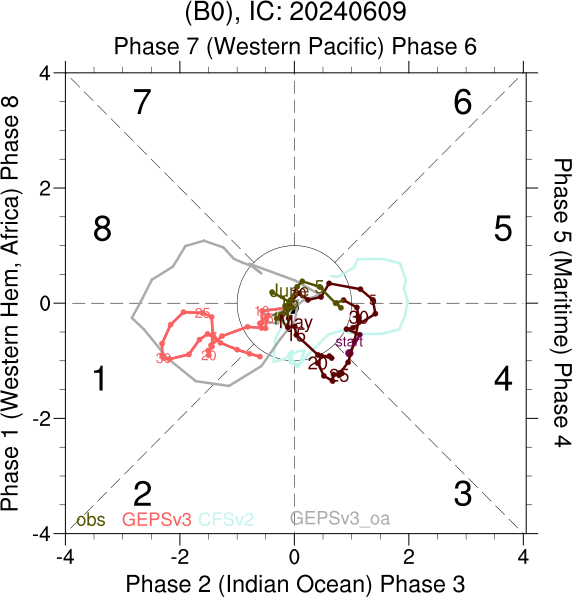 (B0), IC: 20240609
Phase 7 (Western Pacific) Phase 6
Phase 1 (Western Hem, Africa) Phase 8
Phase 5 (Maritime) Phase 4
4
2
0
-2
-4
7
6
8
5
1
4
2
3
June
5
May
15
20
25
30
5
start
10
25
20
30
obs GEPSv3 CFSv2 GEPSv3_oa
-4 -2 0 2 4
Phase 2 (Indian Ocean) Phase 3